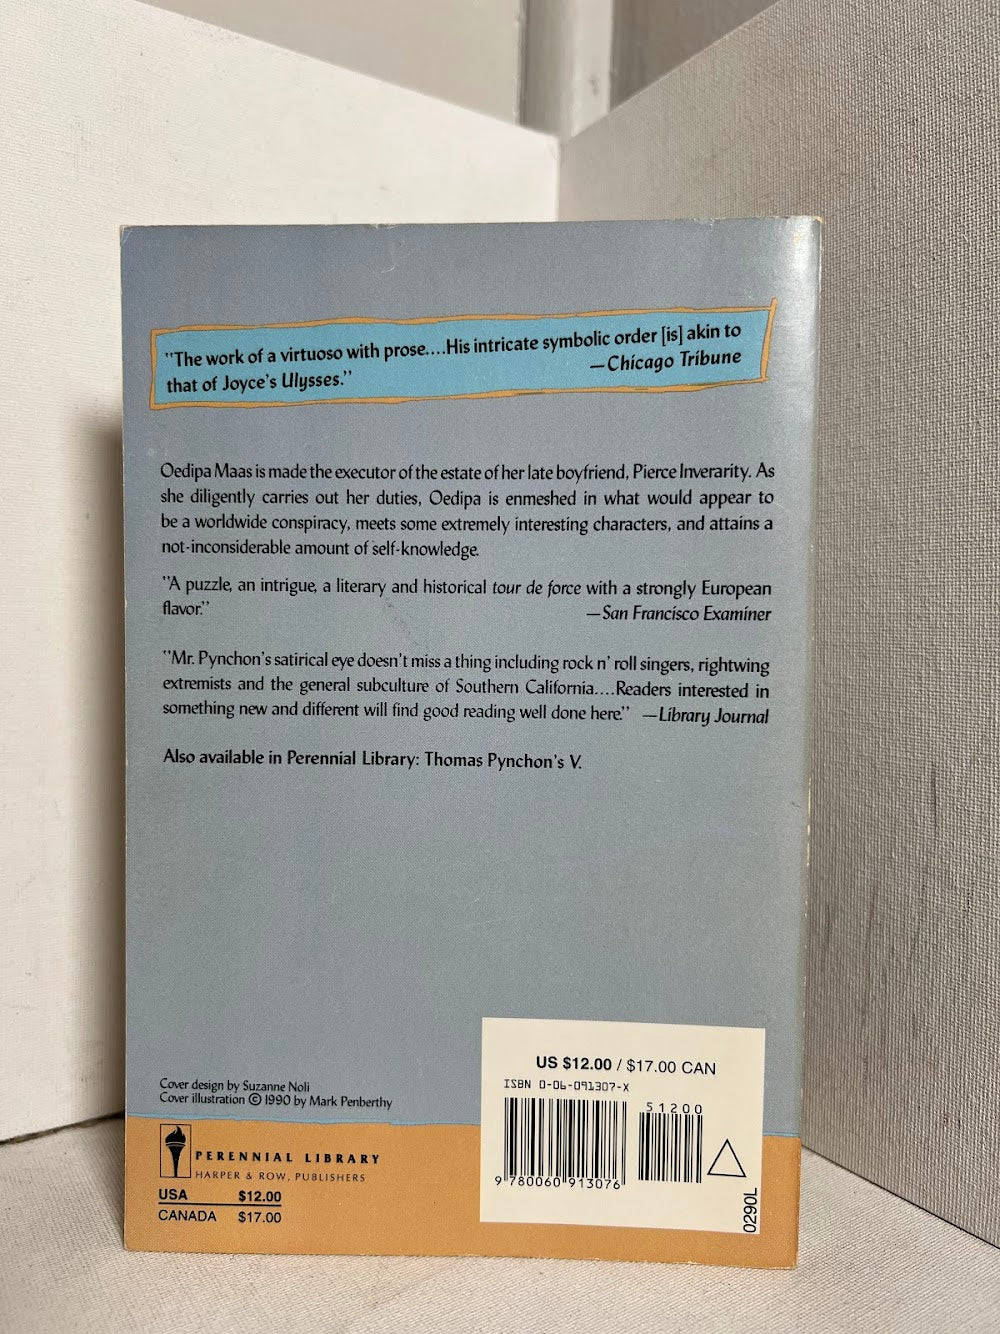 "The work of a virtuoso with prose....His intricate symbolic order [is] akin to
that of Joyce's Ulysses."
—Chicago Tribune
Oedipa Maas is made the executor of the estate of her late boyfriend, Pierce Inverarity. As
she diligently carries out her duties, Oedipa is enmeshed in what would appear to
be a worldwide conspiracy, meets some extremely interesting characters, and attains a
not-inconsiderable amount of self-knowledge.
"A puzzle, an intrigue, a literary and historical tour de force with a strongly European
flavor."
—San Francisco Examiner
"Mr. Pynchon's satirical eye doesn't miss a thing including rock n' roll singers, rightwing
extremists and the general subculture of Southern California....Readers interested in
something new and different will find good reading well done here." —Library Journal
Also available in Perennial Library: Thomas Pynchon's V.
Cover design by Suzanne Noli
Cover illustration © 1990 by Mark Penberthy
PERENNIAL LIBRARY
HARPER & ROW, PUBLISHERS
USA $12.00
CANADA $17.00
US $12.00 / $17.00 CAN
ISBN 0-06-091307-X
51200
9 780060 913076
0290L